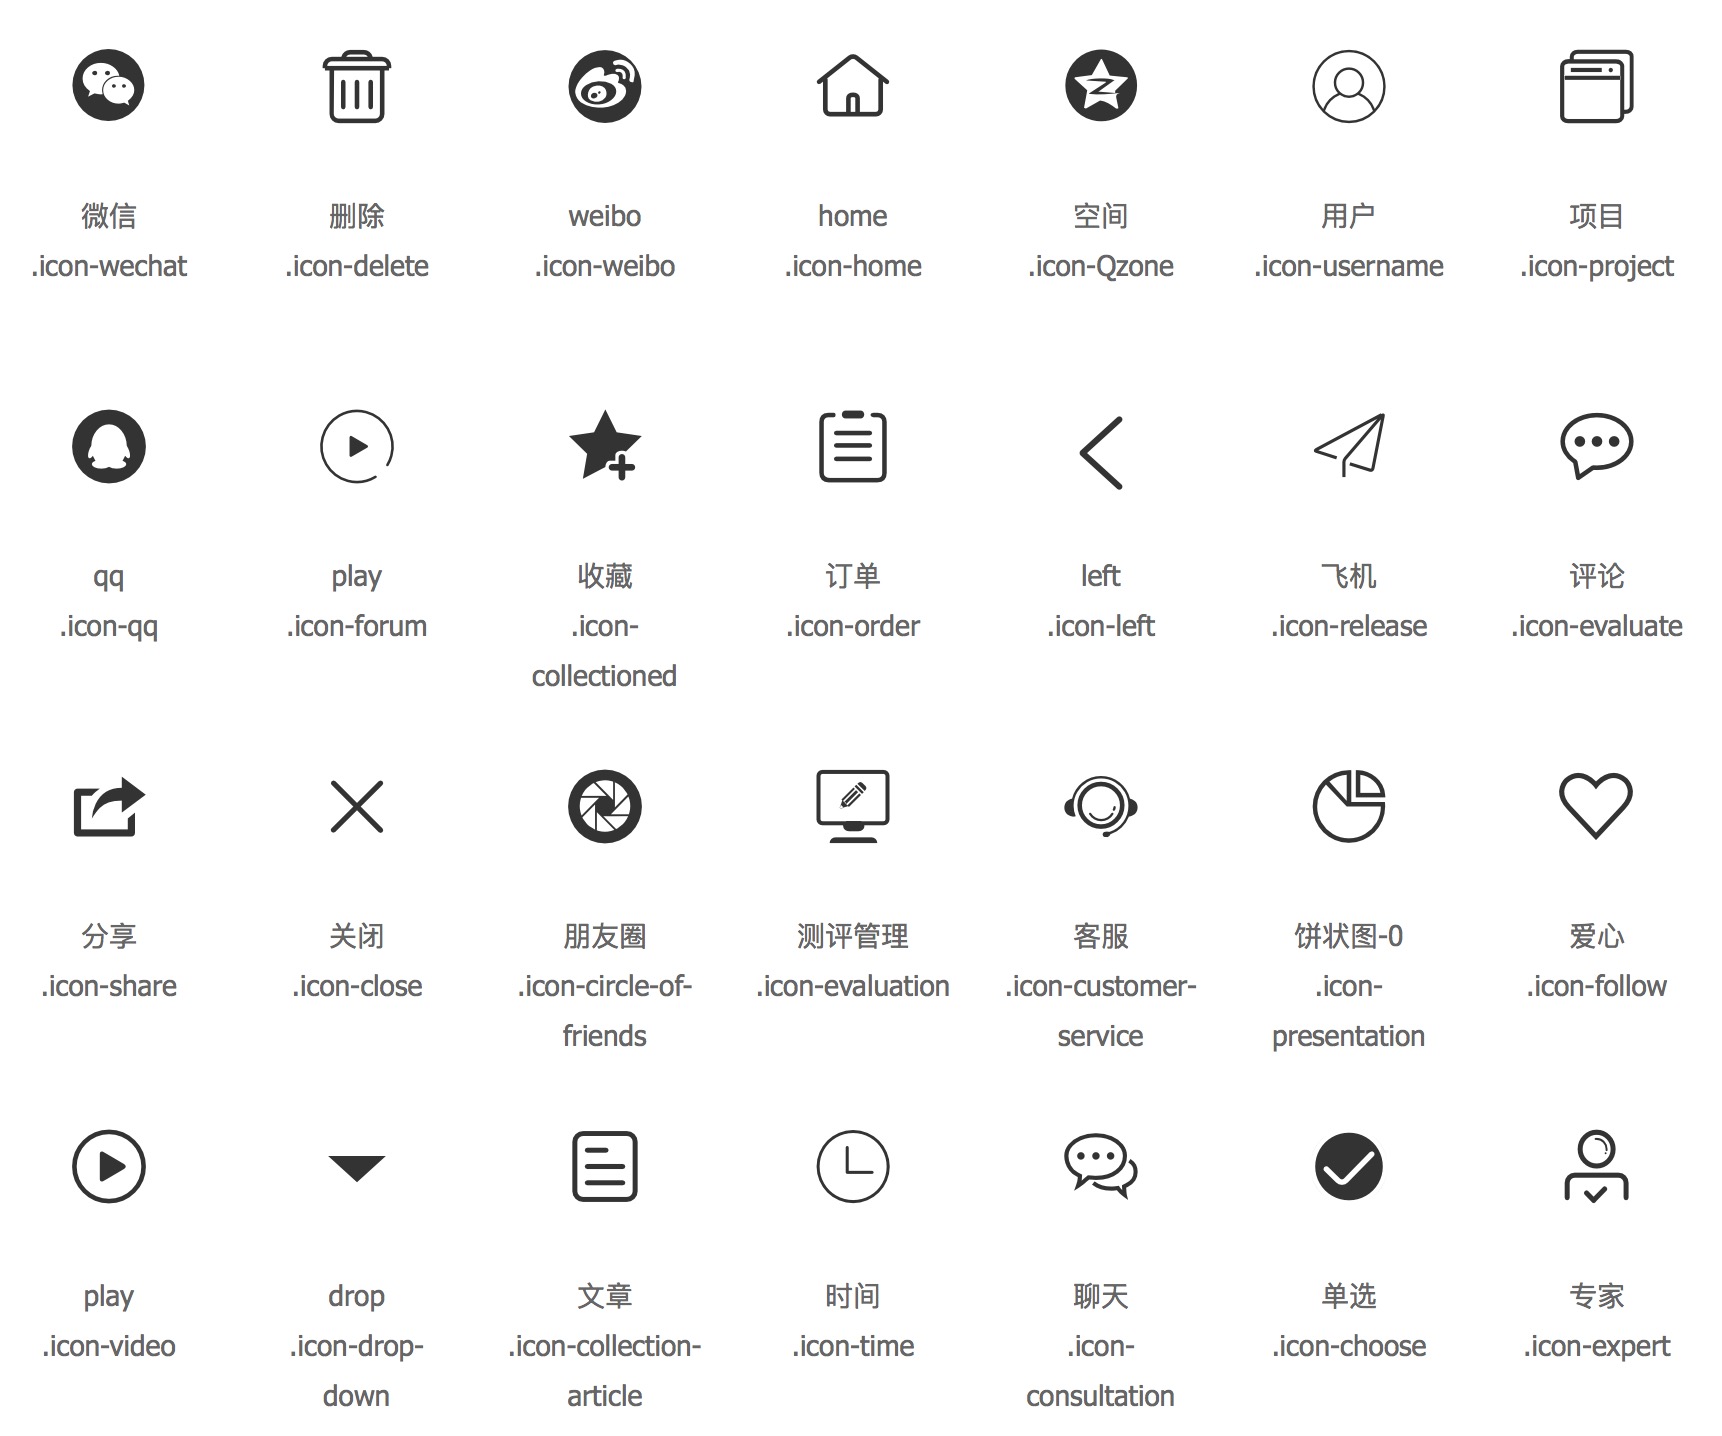 微信
.icon-wechat
删除
.icon-delete
weibo
.icon-weibo
home
.icon-home
空间
.icon-Qzone
用户
.icon-username
项目
.icon-project
qq
.icon-qq
play
.icon-forum
收藏
.icon-
collectioned
订单
.icon-order
left
.icon-left
飞机
.icon-release
评论
.icon-evaluate
分享
.icon-share
关闭
.icon-close
朋友圈
.icon-circle-of-
friends
测评管理
.icon-evaluation
客服
.icon-customer-
service
饼状图-0
.icon-
presentation
爱心
.icon-follow
play
.icon-video
drop
.icon-drop-
down
文章
.icon-collection-
article
时间
.icon-time
聊天
.icon-
consultation
单选
.icon-choose
专家
.icon-expert